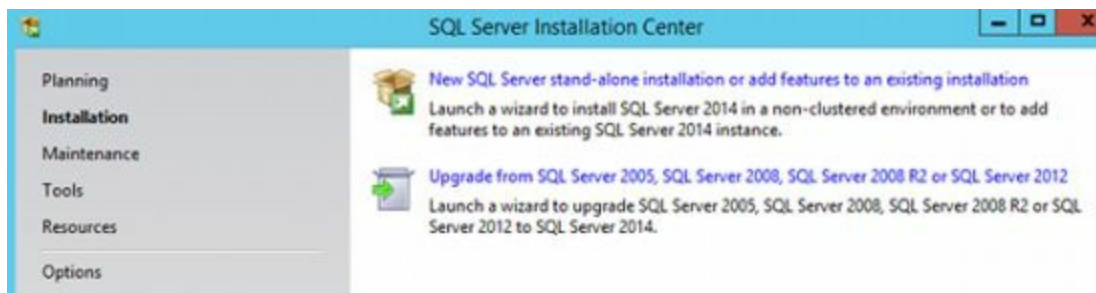 SQL Server Installation Center
Planning
Installation
Maintenance
Tools
Resources
Options
New SQL Server stand-alone installation or add features to an existing installation
Launch a wizard to install SQL Server 2014 in a non-clustered environment or to add
features to an existing SQL Server 2014 instance.
Upgrade from SQL Server 2005, SQL Server 2008, SQL Server 2008 R2 or SQL Server 2012
Launch a wizard to upgrade SQL Server 2005, SQL Server 2008, SQL Server 2008 R2 or SQL
Server 2012 to SQL Server 2014.